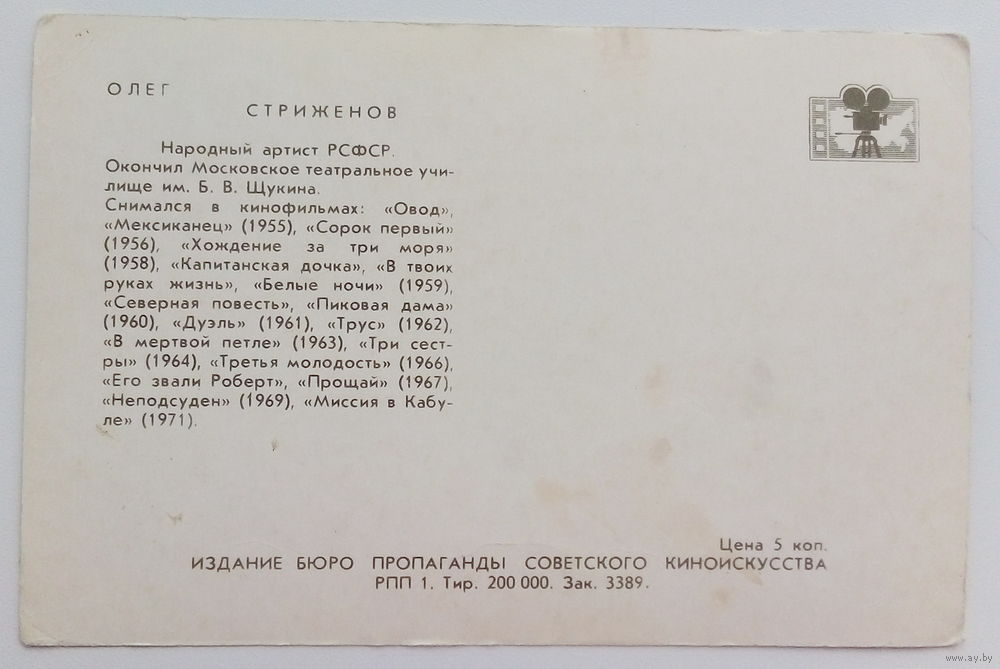 ОЛЕГ
СТРИЖЕНОВ
Народный артист РСФСР.
Окончил Московское театральное учи-
лище им. Б. В. Щукина.
Снимался в кинофильмах: «Овод»,
«Мексиканец» (1955), «Сорок первый»
(1956), «Хождение за три моря»
(1958), «Капитанская дочка», «В твоих
руках жизнь», «Белые ночи» (1959),
«Северная повесть», «Пиковая дама»
(1960), «Дуэль» (1961), «Трус» (1962),
«В мертвой петле» (1963), «Три сест-
ры» (1964), «Третья молодость» (1966),
«Его звали Роберт», «Прощай» (1967),
«Неподсуден» (1969), «Миссия в Кабу-
ле» (1971).
Цена 5 коп.
ИЗДАНИЕ БЮРО ПРОПАГАНДЫ СОВЕТСКОГО КИНОИСКУССТВА
РПП 1. Тир. 200 000. Зак. 3389.
www.ay.by